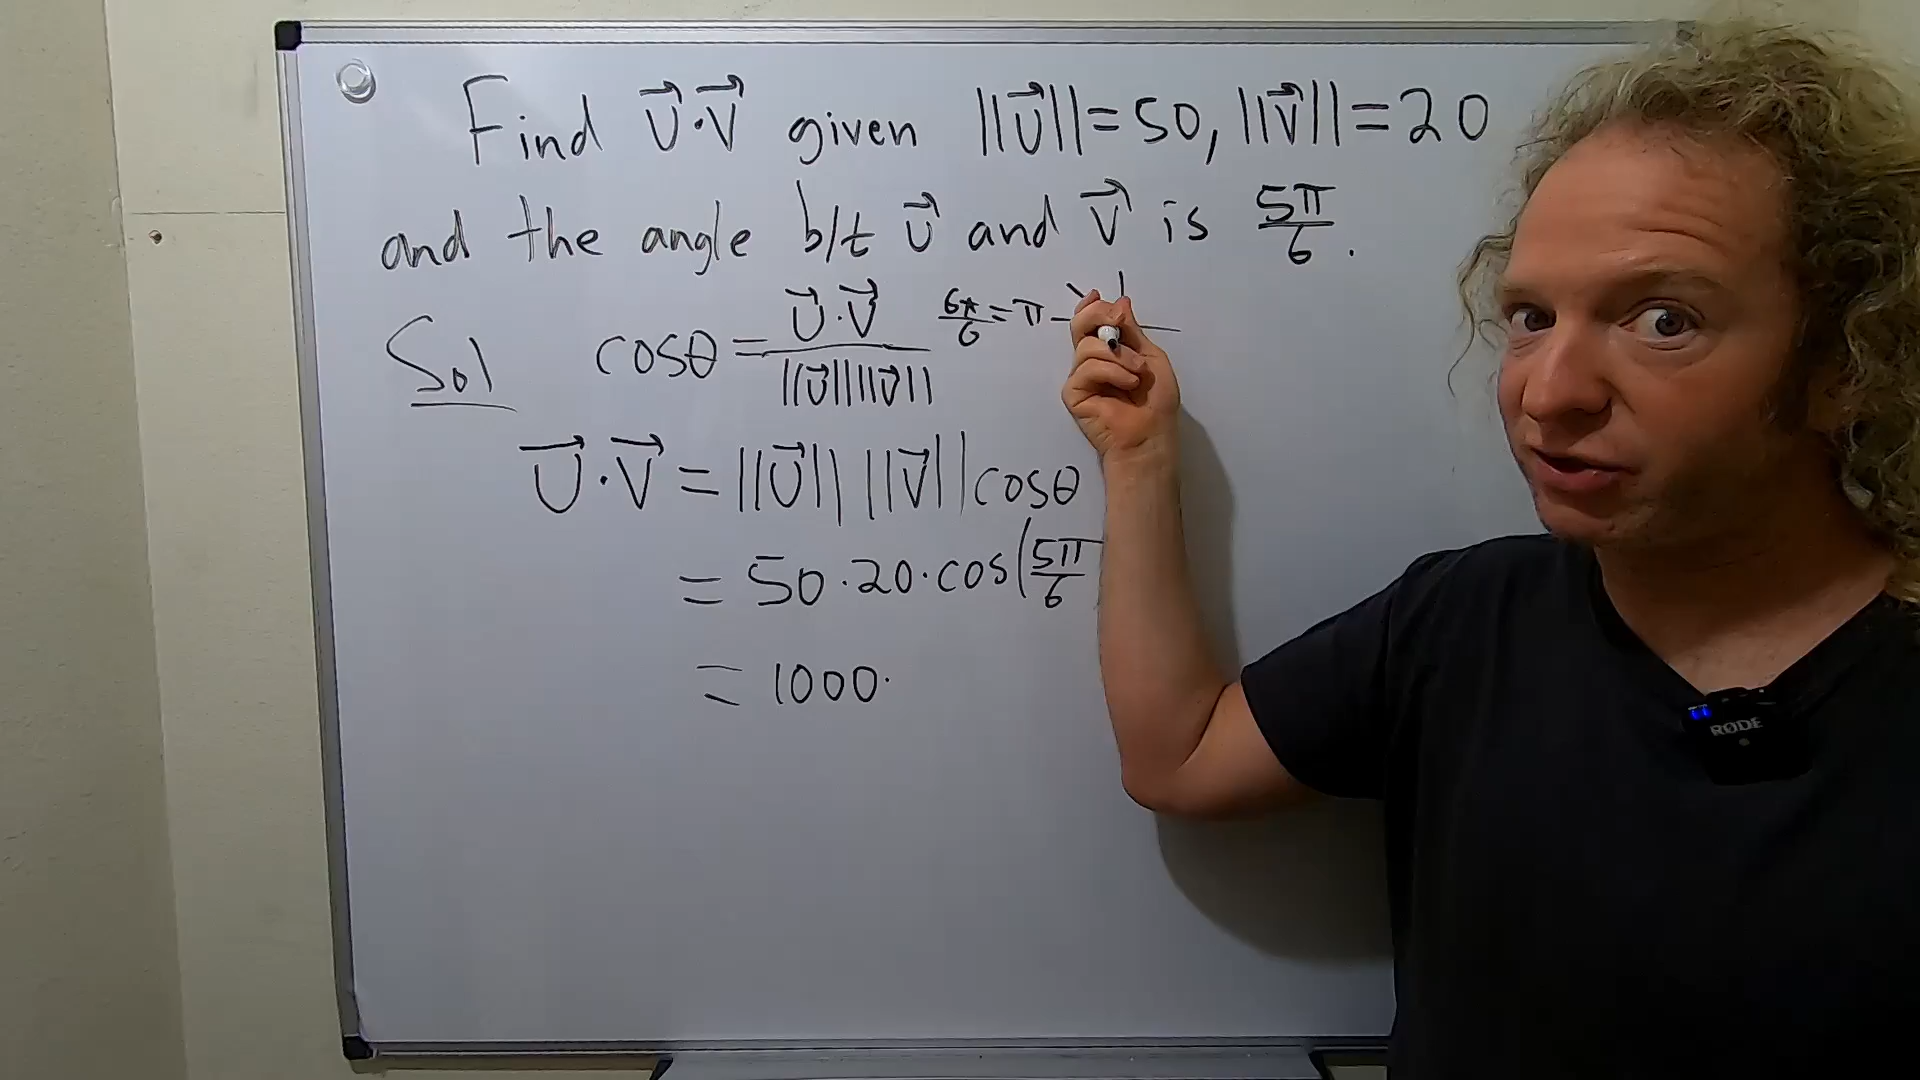 Find u⃗·v⃗ given ||u⃗||=50, ||v⃗||=20
and the angle b/t u⃗ and v⃗ is 5π/6.
Sol cosθ = u⃗·v⃗/||u⃗||||v⃗|| 6π/6 = π
u⃗·v⃗ = ||u⃗|| ||v⃗|| cosθ
= 50·20·cos(5π/6
= 1000·
RØDE